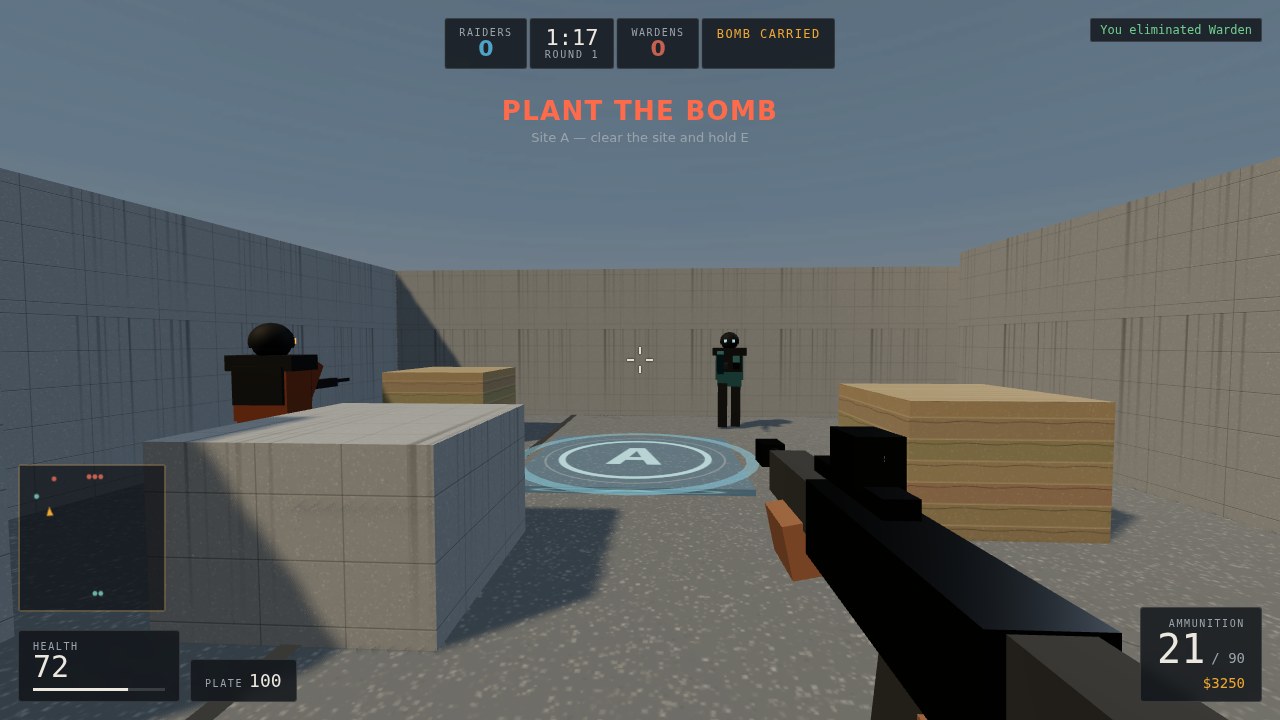 RAIDERS
0
1:17
ROUND 1
WARDENS
0
BOMB CARRIED
You eliminated Warden
PLANT THE BOMB
Site A — clear the site and hold E
A
HEALTH
72
PLATE 100
AMMUNITION
21 / 90
$3250